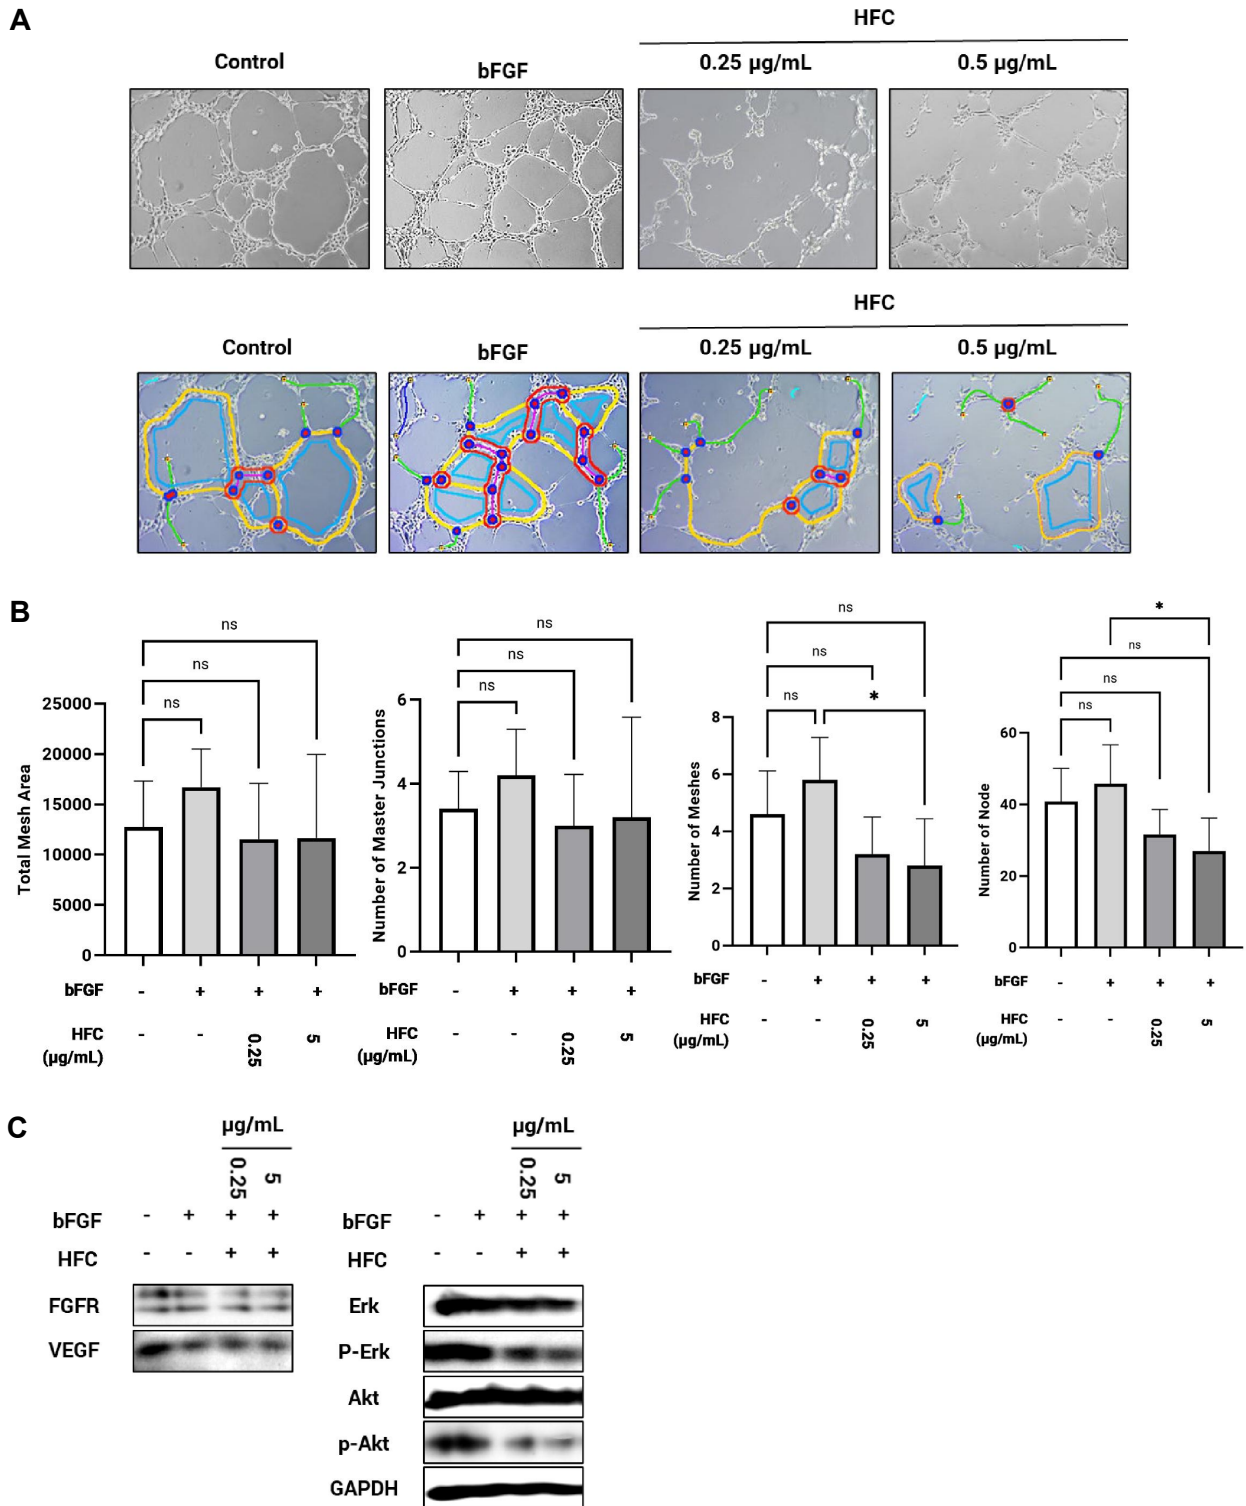 A
HFC
Control
bFGF
0.25 µg/mL
0.5 µg/mL
HFC
Control
bFGF
0.25 µg/mL
0.5 µg/mL
B
ns
ns
ns
25000
20000
15000
10000
5000
0
Total Mesh Area
bFGF
-
+
+
+
HFC
(µg/mL)
-
-
0.25
5
ns
ns
ns
6
4
2
0
Number of Master Junctions
bFGF
-
+
+
+
HFC
(µg/mL)
-
-
0.25
5
ns
ns
ns
*
8
6
4
2
0
Number of Meshes
bFGF
-
+
+
+
HFC
(µg/mL)
-
-
0.25
5
*
ns
ns
ns
60
40
20
0
Number of Node
bFGF
-
+
+
+
HFC
(µg/mL)
-
-
0.25
5
C
µg/mL
0.25
5
bFGF
-
+
+
+
HFC
-
-
+
+
FGFR
VEGF
µg/mL
0.25
5
bFGF
-
+
+
+
HFC
-
-
+
+
Erk
P-Erk
Akt
p-Akt
GAPDH